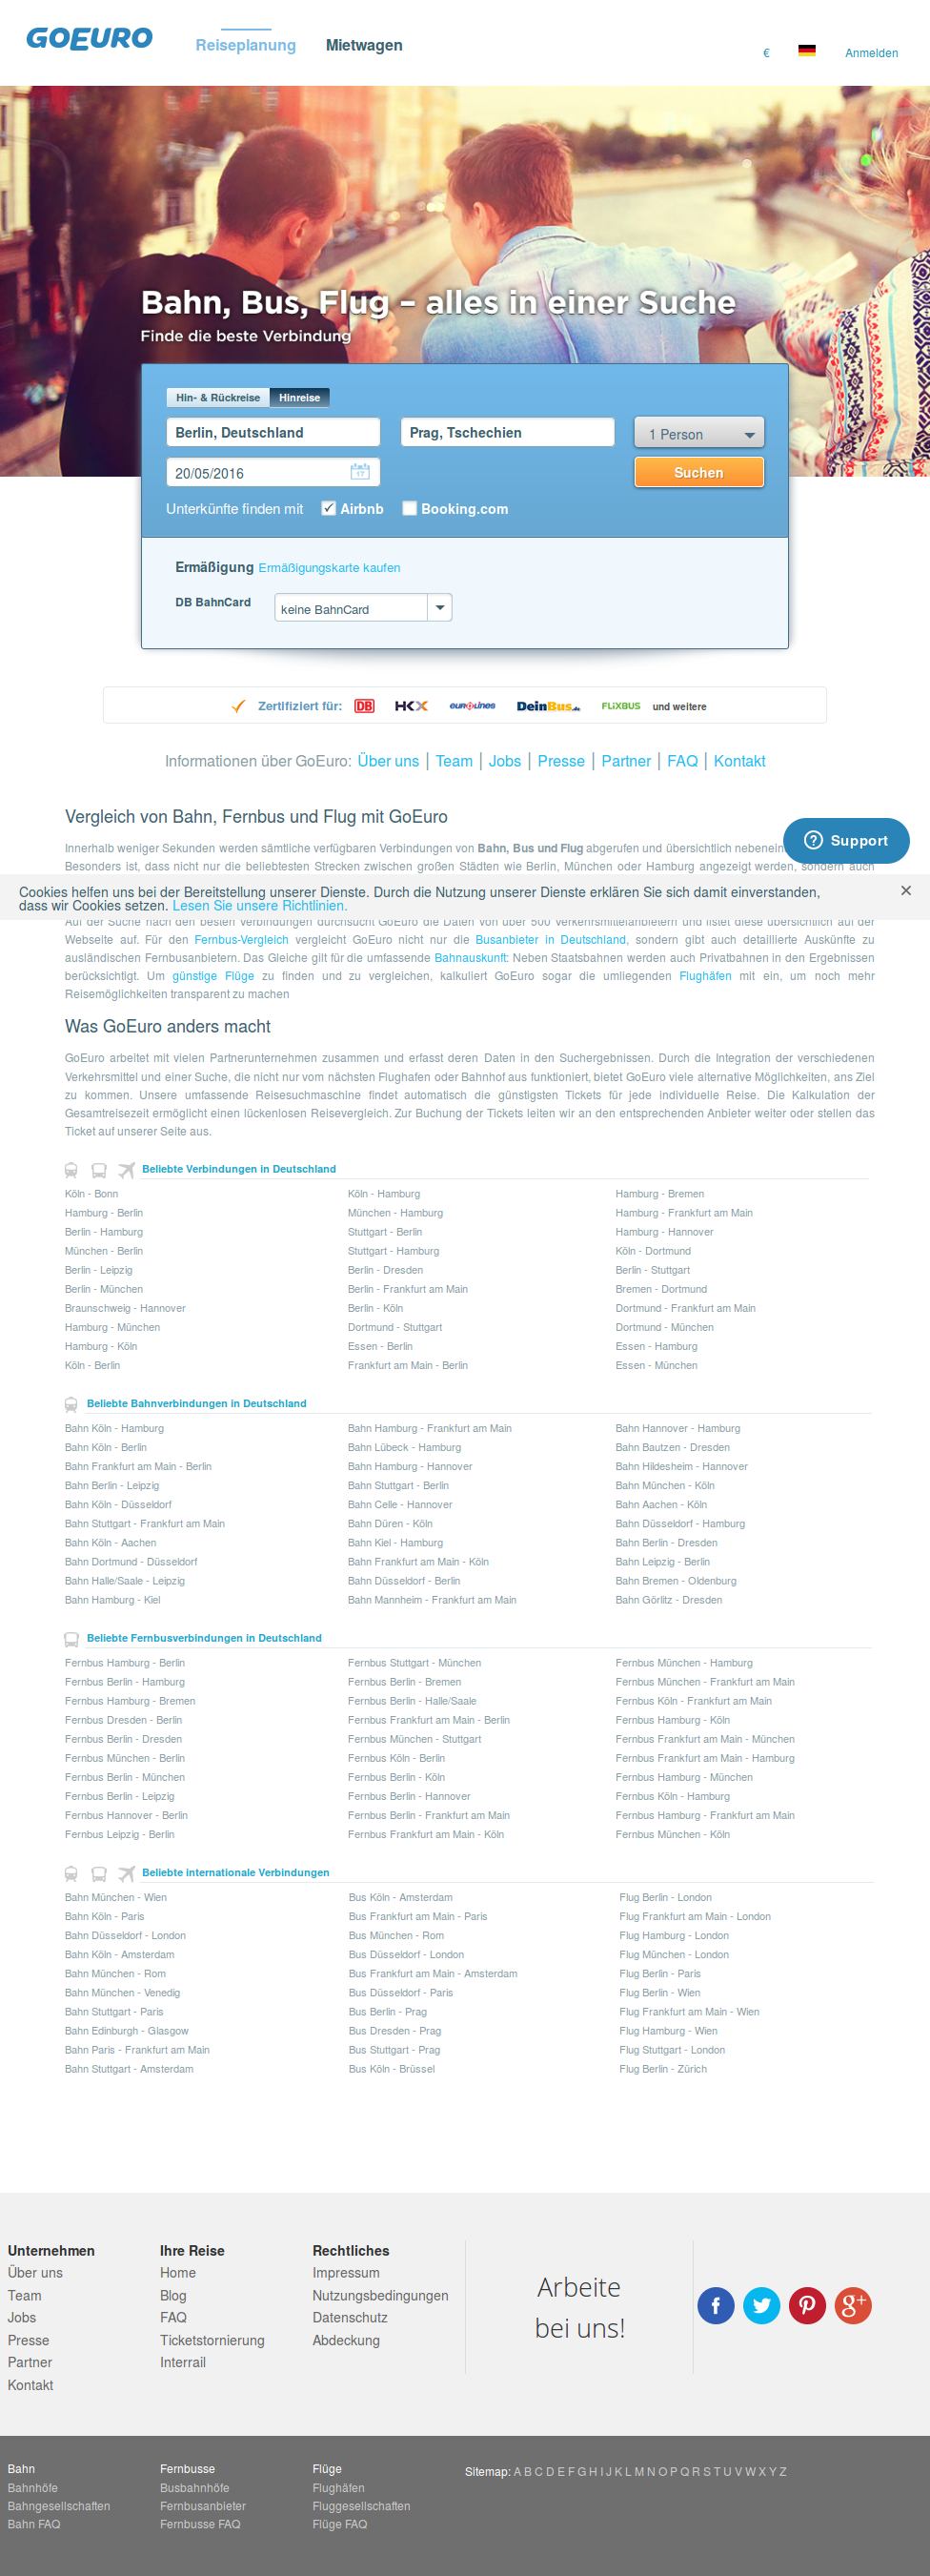 GOEURO
Reiseplanung
Mietwagen
€
Anmelden
Bahn, Bus, Flug – alles in einer Suche
Finde die beste Verbindung
Hin- & Rückreise
Hinreise
Berlin, Deutschland
Prag, Tschechien
1 Person
20/05/2016
17
Suchen
Unterkünfte finden mit
Airbnb
Booking.com
Ermäßigung Ermäßigungskarte kaufen
DB BahnCard
keine BahnCard
Zertifiziert für: DB HKX eurolines DeinBus.de FLiXBUS und weitere
Informationen über GoEuro: Über uns | Team | Jobs | Presse | Partner | FAQ | Kontakt
Vergleich von Bahn, Fernbus und Flug mit GoEuro
Innerhalb weniger Sekunden werden sämtliche verfügbaren Verbindungen von Bahn, Bus und Flug abgerufen und übersichtlich
Besonders ist, dass nicht nur die beliebtesten Strecken zwischen großen Städten wie Berlin, München oder Hamburg angezeigt werden, sondern auch
Support
Cookies helfen uns bei der Bereitstellung unserer Dienste. Durch die Nutzung unserer Dienste erklären Sie sich damit einverstanden,
dass wir Cookies setzen. Lesen Sie unsere Richtlinien.
Auf der Suche nach den besten Verbindungen durchsucht GoEuro die Daten von über 500 Verkehrsmittelanbietern und listet diese übersichtlich auf der
Webseite auf. Für den Fernbus-Vergleich vergleicht GoEuro nicht nur die Busanbieter in Deutschland, sondern gibt auch detaillierte Auskünfte zu
ausländischen Fernbusanbietern. Das Gleiche gilt für die umfassende Bahnauskunft: Neben Staatsbahnen werden auch Privatbahnen in den Ergebnissen
berücksichtigt. Um günstige Flüge zu finden und zu vergleichen, kalkuliert GoEuro sogar die umliegenden Flughäfen mit ein, um noch mehr
Reisemöglichkeiten transparent zu machen
Was GoEuro anders macht
GoEuro arbeitet mit vielen Partnerunternehmen zusammen und erfasst deren Daten in den Suchergebnissen. Durch die Integration der verschiedenen
Verkehrsmittel und einer Suche, die nicht nur vom nächsten Flughafen oder Bahnhof aus funktioniert, bietet GoEuro viele alternative Möglichkeiten, ans Ziel
zu kommen. Unsere umfassende Reisesuchmaschine findet automatisch die günstigsten Tickets für jede individuelle Reise. Die Kalkulation der
Gesamtreisezeit ermöglicht einen lückenlosen Reisevergleich. Zur Buchung der Tickets leiten wir an den entsprechenden Anbieter weiter oder stellen das
Ticket auf unserer Seite aus.
Beliebte Verbindungen in Deutschland
Köln - Bonn
Köln - Hamburg
Hamburg - Bremen
Hamburg - Berlin
München - Hamburg
Hamburg - Frankfurt am Main
Berlin - Hamburg
Stuttgart - Berlin
Hamburg - Hannover
München - Berlin
Stuttgart - Hamburg
Köln - Dortmund
Berlin - Leipzig
Berlin - Dresden
Berlin - Stuttgart
Berlin - München
Berlin - Frankfurt am Main
Bremen - Dortmund
Braunschweig - Hannover
Berlin - Köln
Dortmund - Frankfurt am Main
Hamburg - München
Dortmund - Stuttgart
Dortmund - München
Hamburg - Köln
Essen - Berlin
Essen - Hamburg
Köln - Berlin
Frankfurt am Main - Berlin
Essen - München
Beliebte Bahnverbindungen in Deutschland
Bahn Köln - Hamburg
Bahn Hamburg - Frankfurt am Main
Bahn Hannover - Hamburg
Bahn Köln - Berlin
Bahn Lübeck - Hamburg
Bahn Bautzen - Dresden
Bahn Frankfurt am Main - Berlin
Bahn Hamburg - Hannover
Bahn Hildesheim - Hannover
Bahn Berlin - Leipzig
Bahn Stuttgart - Berlin
Bahn München - Köln
Bahn Köln - Düsseldorf
Bahn Celle - Hannover
Bahn Aachen - Köln
Bahn Stuttgart - Frankfurt am Main
Bahn Düren - Köln
Bahn Düsseldorf - Hamburg
Bahn Köln - Aachen
Bahn Kiel - Hamburg
Bahn Berlin - Dresden
Bahn Dortmund - Düsseldorf
Bahn Frankfurt am Main - Köln
Bahn Leipzig - Berlin
Bahn Halle/Saale - Leipzig
Bahn Düsseldorf - Berlin
Bahn Bremen - Oldenburg
Bahn Hamburg - Kiel
Bahn Mannheim - Frankfurt am Main
Bahn Görlitz - Dresden
Beliebte Fernbusverbindungen in Deutschland
Fernbus Hamburg - Berlin
Fernbus Stuttgart - München
Fernbus München - Hamburg
Fernbus Berlin - Hamburg
Fernbus Berlin - Bremen
Fernbus München - Frankfurt am Main
Fernbus Hamburg - Bremen
Fernbus Berlin - Halle/Saale
Fernbus Köln - Frankfurt am Main
Fernbus Dresden - Berlin
Fernbus Frankfurt am Main - Berlin
Fernbus Hamburg - Köln
Fernbus Berlin - Dresden
Fernbus München - Stuttgart
Fernbus Frankfurt am Main - München
Fernbus München - Berlin
Fernbus Köln - Berlin
Fernbus Frankfurt am Main - Hamburg
Fernbus Berlin - München
Fernbus Berlin - Köln
Fernbus Hamburg - München
Fernbus Berlin - Leipzig
Fernbus Berlin - Hannover
Fernbus Köln - Hamburg
Fernbus Hannover - Berlin
Fernbus Berlin - Frankfurt am Main
Fernbus Hamburg - Frankfurt am Main
Fernbus Leipzig - Berlin
Fernbus Frankfurt am Main - Köln
Fernbus München - Köln
Beliebte internationale Verbindungen
Bahn München - Wien
Bus Köln - Amsterdam
Flug Berlin - London
Bahn Köln - Paris
Bus Frankfurt am Main - Paris
Flug Frankfurt am Main - London
Bahn Düsseldorf - London
Bus München - Rom
Flug Hamburg - London
Bahn Köln - Amsterdam
Bus Düsseldorf - London
Flug München - London
Bahn München - Rom
Bus Frankfurt am Main - Amsterdam
Flug Berlin - Paris
Bahn München - Venedig
Bus Düsseldorf - Paris
Flug Berlin - Wien
Bahn Stuttgart - Paris
Bus Berlin - Prag
Flug Frankfurt am Main - Wien
Bahn Edinburgh - Glasgow
Bus Dresden - Prag
Flug Hamburg - Wien
Bahn Paris - Frankfurt am Main
Bus Stuttgart - Prag
Flug Stuttgart - London
Bahn Stuttgart - Amsterdam
Bus Köln - Brüssel
Flug Berlin - Zürich
Unternehmen
Über uns
Team
Jobs
Presse
Partner
Kontakt
Ihre Reise
Home
Blog
FAQ
Ticketstornierung
Interrail
Rechtliches
Impressum
Nutzungsbedingungen
Datenschutz
Abdeckung
Arbeite
bei uns!
Bahn
Bahnhöfe
Bahngesellschaften
Bahn FAQ
Fernbusse
Busbahnhöfe
Fernbusanbieter
Fernbusse FAQ
Flüge
Flughäfen
Fluggesellschaften
Flüge FAQ
Sitemap: A B C D E F G H I J K L M N O P Q R S T U V W X Y Z